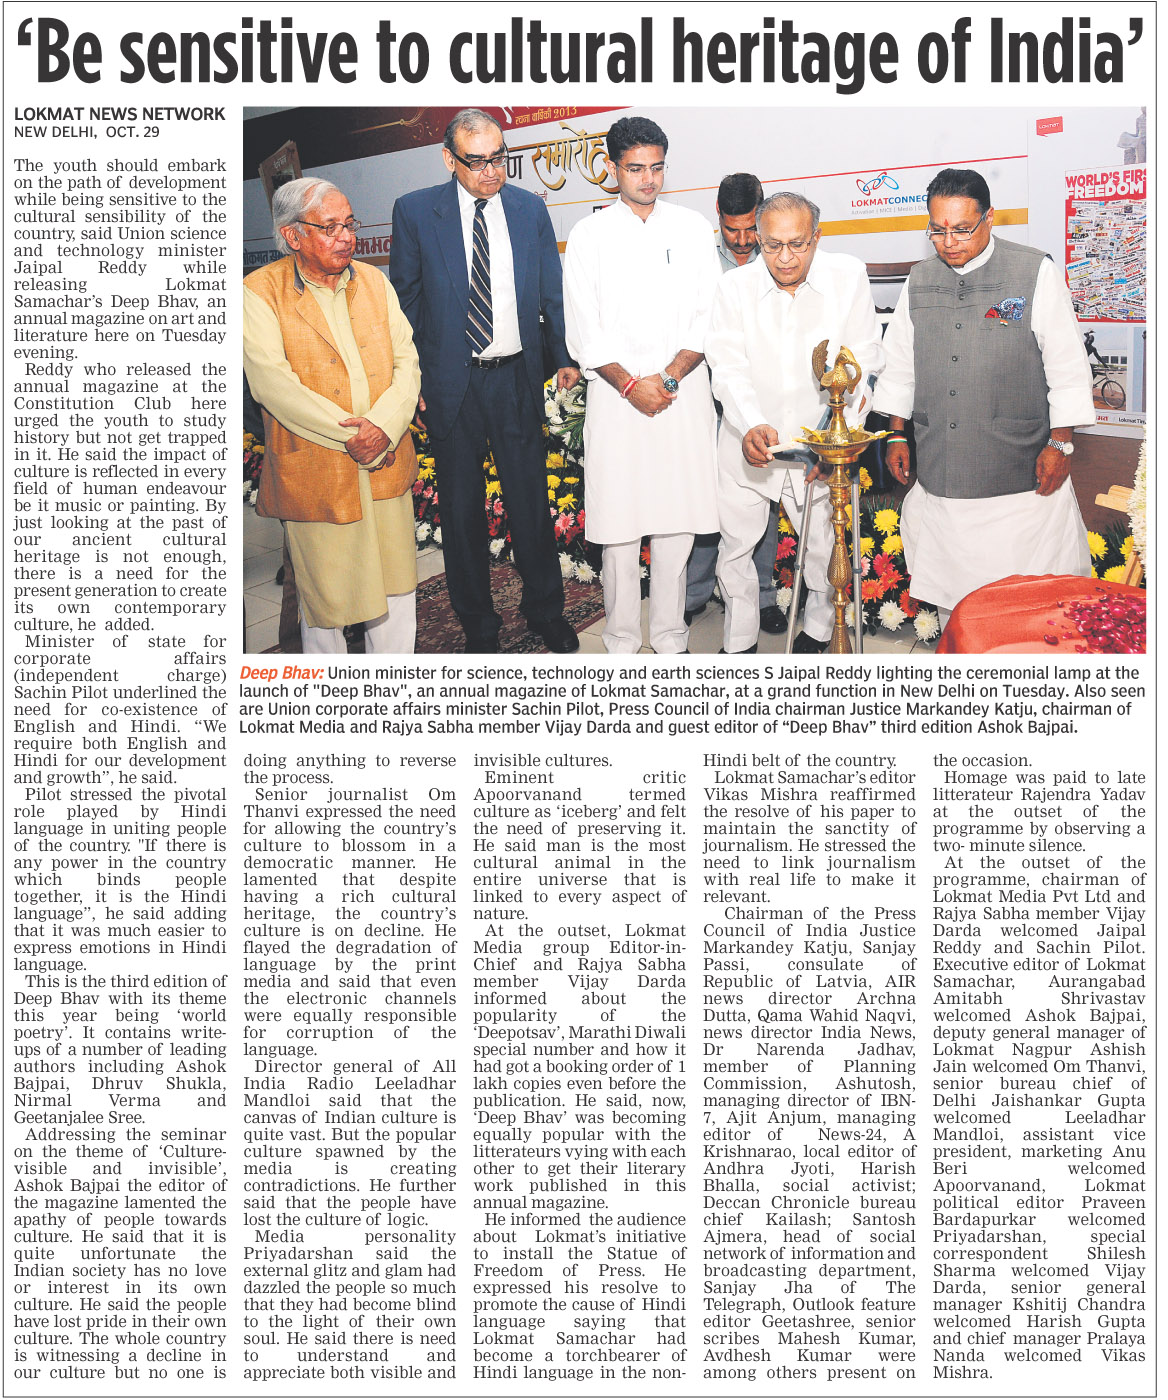 ‘Be sensitive to cultural heritage of India’
LOKMAT NEWS NETWORK
NEW DELHI, OCT. 29
The youth should embark
on the path of development
while being sensitive to the
cultural sensibility of the
country, said Union science
and technology minister
Jaipal Reddy while
releasing Lokmat
Samachar’s Deep Bhav, an
annual magazine on art and
literature here on Tuesday
evening.
Reddy who released the
annual magazine at the
Constitution Club here
urged the youth to study
history but not get trapped
in it. He said the impact of
culture is reflected in every
field of human endeavour
be it music or painting. By
just looking at the past of
our ancient cultural
heritage is not enough,
there is a need for the
present generation to create
its own contemporary
culture, he added.
Minister of state for
corporate affairs
(independent charge)
Sachin Pilot underlined the
need for co-existence of
English and Hindi. “We
require both English and
Hindi for our development
and growth”, he said.
Pilot stressed the pivotal
role played by Hindi
language in uniting people
of the country. "If there is
any power in the country
which binds people
together, it is the Hindi
language”, he said adding
that it was much easier to
express emotions in Hindi
language.
This is the third edition of
Deep Bhav with its theme
this year being ‘world
poetry’. It contains write-
ups of a number of leading
authors including Ashok
Bajpai, Dhruv Shukla,
Nirmal Verma and
Geetanjalee Sree.
Addressing the seminar
on the theme of ‘Culture-
visible and invisible’,
Ashok Bajpai the editor of
the magazine lamented the
apathy of people towards
culture. He said that it is
quite unfortunate the
Indian society has no love
or interest in its own
culture. He said the people
have lost pride in their own
culture. The whole country
is witnessing a decline in
our culture but no one is
रचना वार्षिकी 2013
ण समारोह
LOKMATCONNECT
LOKMAT
WORLD'S FIRS
FREEDOM
Lokmat Tim
Deep Bhav: Union minister for science, technology and earth sciences S Jaipal Reddy lighting the ceremonial lamp at the
launch of "Deep Bhav", an annual magazine of Lokmat Samachar, at a grand function in New Delhi on Tuesday. Also seen
are Union corporate affairs minister Sachin Pilot, Press Council of India chairman Justice Markandey Katju, chairman of
Lokmat Media and Rajya Sabha member Vijay Darda and guest editor of “Deep Bhav” third edition Ashok Bajpai.
doing anything to reverse
the process.
Senior journalist Om
Thanvi expressed the need
for allowing the country’s
culture to blossom in a
democratic manner. He
lamented that despite
having a rich cultural
heritage, the country’s
culture is on decline. He
flayed the degradation of
language by the print
media and said that even
the electronic channels
were equally responsible
for corruption of the
language.
Director general of All
India Radio Leeladhar
Mandloi said that the
canvas of Indian culture is
quite vast. But the popular
culture spawned by the
media is creating
contradictions. He further
said that the people have
lost the culture of logic.
Media personality
Priyadarshan said the
external glitz and glam had
dazzled the people so much
that they had become blind
to the light of their own
soul. He said there is need
to understand and
appreciate both visible and
invisible cultures.
Eminent critic
Apoorvanand termed
culture as ‘iceberg’ and felt
the need of preserving it.
He said man is the most
cultural animal in the
entire universe that is
linked to every aspect of
nature.
At the outset, Lokmat
Media group Editor-in-
Chief and Rajya Sabha
member Vijay Darda
informed about the
popularity of the
‘Deepotsav’, Marathi Diwali
special number and how it
had got a booking order of 1
lakh copies even before the
publication. He said, now,
‘Deep Bhav’ was becoming
equally popular with the
litterateurs vying with each
other to get their literary
work published in this
annual magazine.
He informed the audience
about Lokmat’s initiative
to install the Statue of
Freedom of Press. He
expressed his resolve to
promote the cause of Hindi
language saying that
Lokmat Samachar had
become a torchbearer of
Hindi language in the non-
Hindi belt of the country.
Lokmat Samachar’s editor
Vikas Mishra reaffirmed
the resolve of his paper to
maintain the sanctity of
journalism. He stressed the
need to link journalism
with real life to make it
relevant.
Chairman of the Press
Council of India Justice
Markandey Katju, Sanjay
Passi, consulate of
Republic of Latvia, AIR
news director Archna
Dutta, Qama Wahid Naqvi,
news director India News,
Dr Narenda Jadhav,
member of Planning
Commission, Ashutosh,
managing director of IBN-
7, Ajit Anjum, managing
editor of News-24, A
Krishnarao, local editor of
Andhra Jyoti, Harish
Bhalla, social activist;
Deccan Chronicle bureau
chief Kailash; Santosh
Ajmera, head of social
network of information and
broadcasting department,
Sanjay Jha of The
Telegraph, Outlook feature
editor Geetashree, senior
scribes Mahesh Kumar,
Avdhesh Kumar were
among others present on
the occasion.
Homage was paid to late
litterateur Rajendra Yadav
at the outset of the
programme by observing a
two- minute silence.
At the outset of the
programme, chairman of
Lokmat Media Pvt Ltd and
Rajya Sabha member Vijay
Darda welcomed Jaipal
Reddy and Sachin Pilot.
Executive editor of Lokmat
Samachar, Aurangabad
Amitabh Shrivastav
welcomed Ashok Bajpai,
deputy general manager of
Lokmat Nagpur Ashish
Jain welcomed Om Thanvi,
senior bureau chief of
Delhi Jaishankar Gupta
welcomed Leeladhar
Mandloi, assistant vice
president, marketing Anu
Beri welcomed
Apoorvanand, Lokmat
political editor Praveen
Bardapurkar welcomed
Priyadarshan, special
correspondent Shilesh
Sharma welcomed Vijay
Darda, senior general
manager Kshitij Chandra
welcomed Harish Gupta
and chief manager Pralaya
Nanda welcomed Vikas
Mishra.